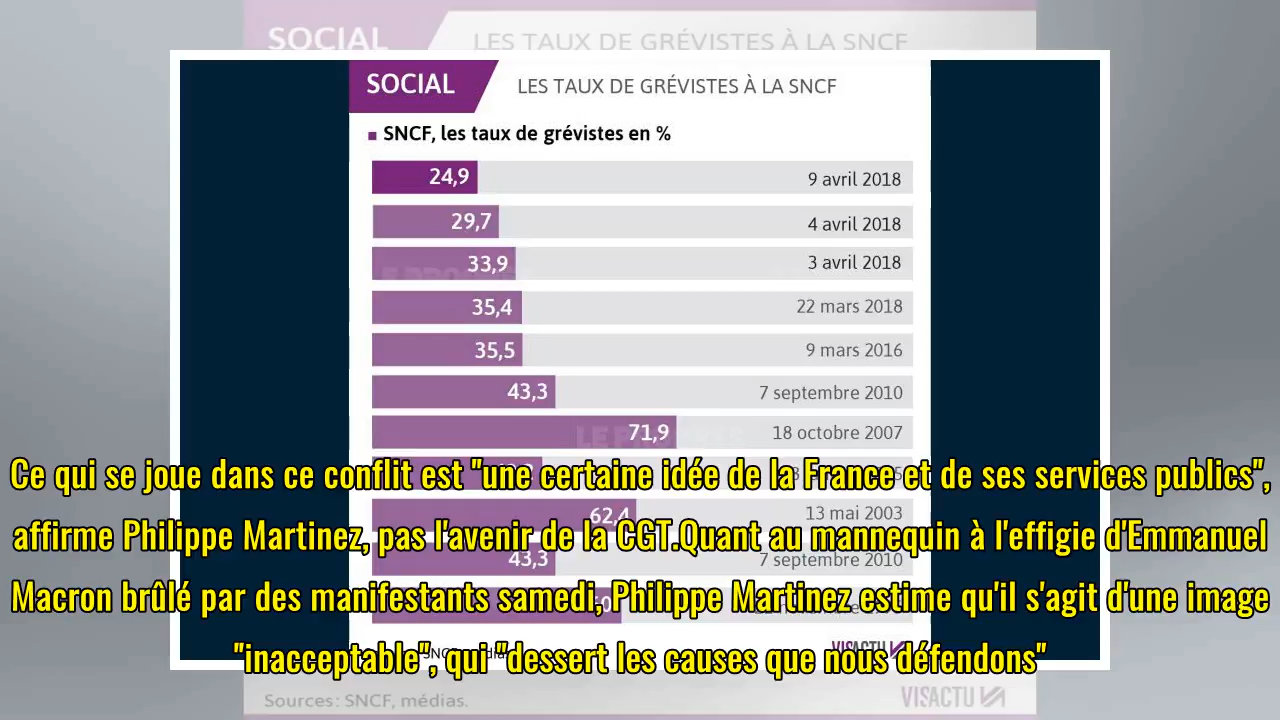 SOCIAL LES TAUX DE GRÉVISTES À LA SNCF
SOCIAL LES TAUX DE GRÉVISTES À LA SNCF
SNCF, les taux de grévistes en %
24,9 9 avril 2018
29,7 4 avril 2018
33,9 3 avril 2018
35,4 22 mars 2018
35,5 9 mars 2016
43,3 7 septembre 2010
71,9 18 octobre 2007
Ce qui se joue dans ce conflit est "une certaine idée de la France et de ses services publics",
62,4 13 mai 2003
affirme Philippe Martinez, pas l'avenir de la CGT.Quant au mannequin à l'effigie d'Emmanuel
43,3 7 septembre 2010
Macron brûlé par des manifestants samedi, Philippe Martinez estime qu'il s'agit d'une image
"inacceptable", qui "dessert les causes que nous défendons"
SNCF
VISACTU
Sources: SNCF, médias. VISACTU